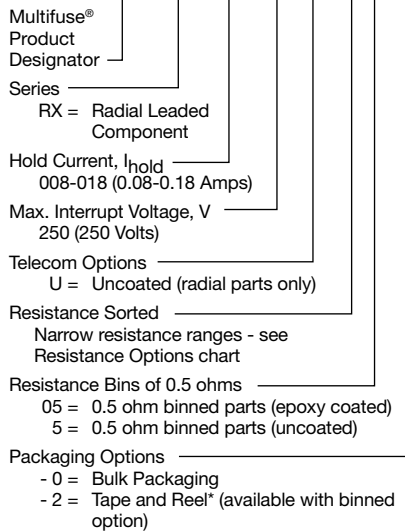 Multifuse®
Product
Designator
Series
RX = Radial Leaded
Component
Hold Current, Ihold
008-018 (0.08-0.18 Amps)
Max. Interrupt Voltage, V
250 (250 Volts)
Telecom Options
U = Uncoated (radial parts only)
Resistance Sorted
Narrow resistance ranges - see
Resistance Options chart
Resistance Bins of 0.5 ohms
05 = 0.5 ohm binned parts (epoxy coated)
5 = 0.5 ohm binned parts (uncoated)
Packaging Options
- 0 = Bulk Packaging
- 2 = Tape and Reel* (available with binned
option)